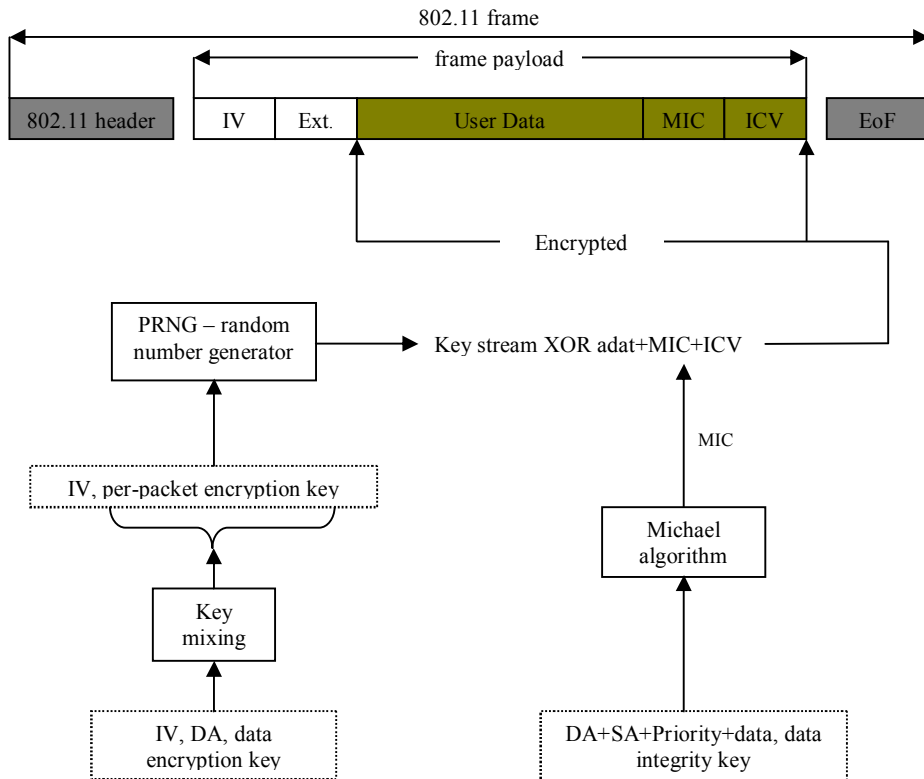 802.11 frame
frame payload
802.11 header
IV
Ext.
User Data
MIC
ICV
EoF
Encrypted
PRNG – random
number generator
Key stream XOR adat+MIC+ICV
MIC
IV, per-packet encryption key
Michael
algorithm
Key
mixing
IV, DA, data
encryption key
DA+SA+Priority+data, data
integrity key